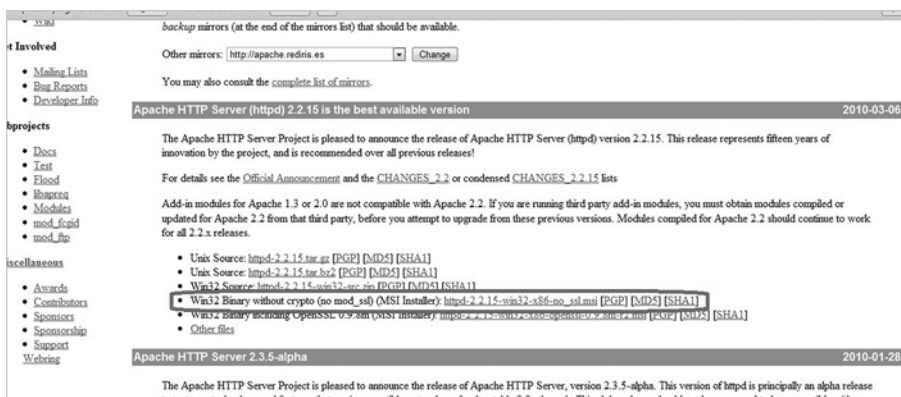 Wiki
backup mirrors (at the end of the mirrors list) that should be available.
t Involved
Other mirrors: http://apache.rediris.es Change
Mailing Lists
Bug Reports
Developer Info
You may also consult the complete list of mirrors.
Apache HTTP Server (httpd) 2.2.15 is the best available version 2010-03-06
bprojects
Docs
Test
Flood
libapreq
Modules
mod_fcgid
mod_ftp
The Apache HTTP Server Project is pleased to announce the release of Apache HTTP Server (httpd) version 2.2.15. This release represents fifteen years of
innovation by the project, and is recommended over all previous releases!
For details see the Official Announcement and the CHANGES_2.2 or condensed CHANGES_2.2.15 lists
Add-in modules for Apache 1.3 or 2.0 are not compatible with Apache 2.2. If you are running third party add-in modules, you must obtain modules compiled or
updated for Apache 2.2 from that third party, before you attempt to upgrade from these previous versions. Modules compiled for Apache 2.2 should continue to work
for all 2.2.x releases.
iscellaneous
Awards
Contributors
Sponsors
Sponsorship
Support
Webring
Unix Source: httpd-2.2.15.tar.gz [PGP] [MD5] [SHA1]
Unix Source: httpd-2.2.15.tar.bz2 [PGP] [MD5] [SHA1]
Win32 Source: httpd-2.2.15-win32-src.zip [PGP] [MD5] [SHA1]
Win32 Binary without crypto (no mod_ssl) (MSI Installer): httpd-2.2.15-win32-x86-no_ssl.msi [PGP] [MD5] [SHA1]
Win32 Binary including OpenSSL 0.9.8m (MSI Installer): httpd-2.2.15-win32-x86-openssl-0.9.8m-r2.msi [PGP] [MD5] [SHA1]
Other files
Apache HTTP Server 2.3.5-alpha 2010-01-28
The Apache HTTP Server Project is pleased to announce the release of Apache HTTP Server, version 2.3.5-alpha. This version of httpd is principally an alpha release